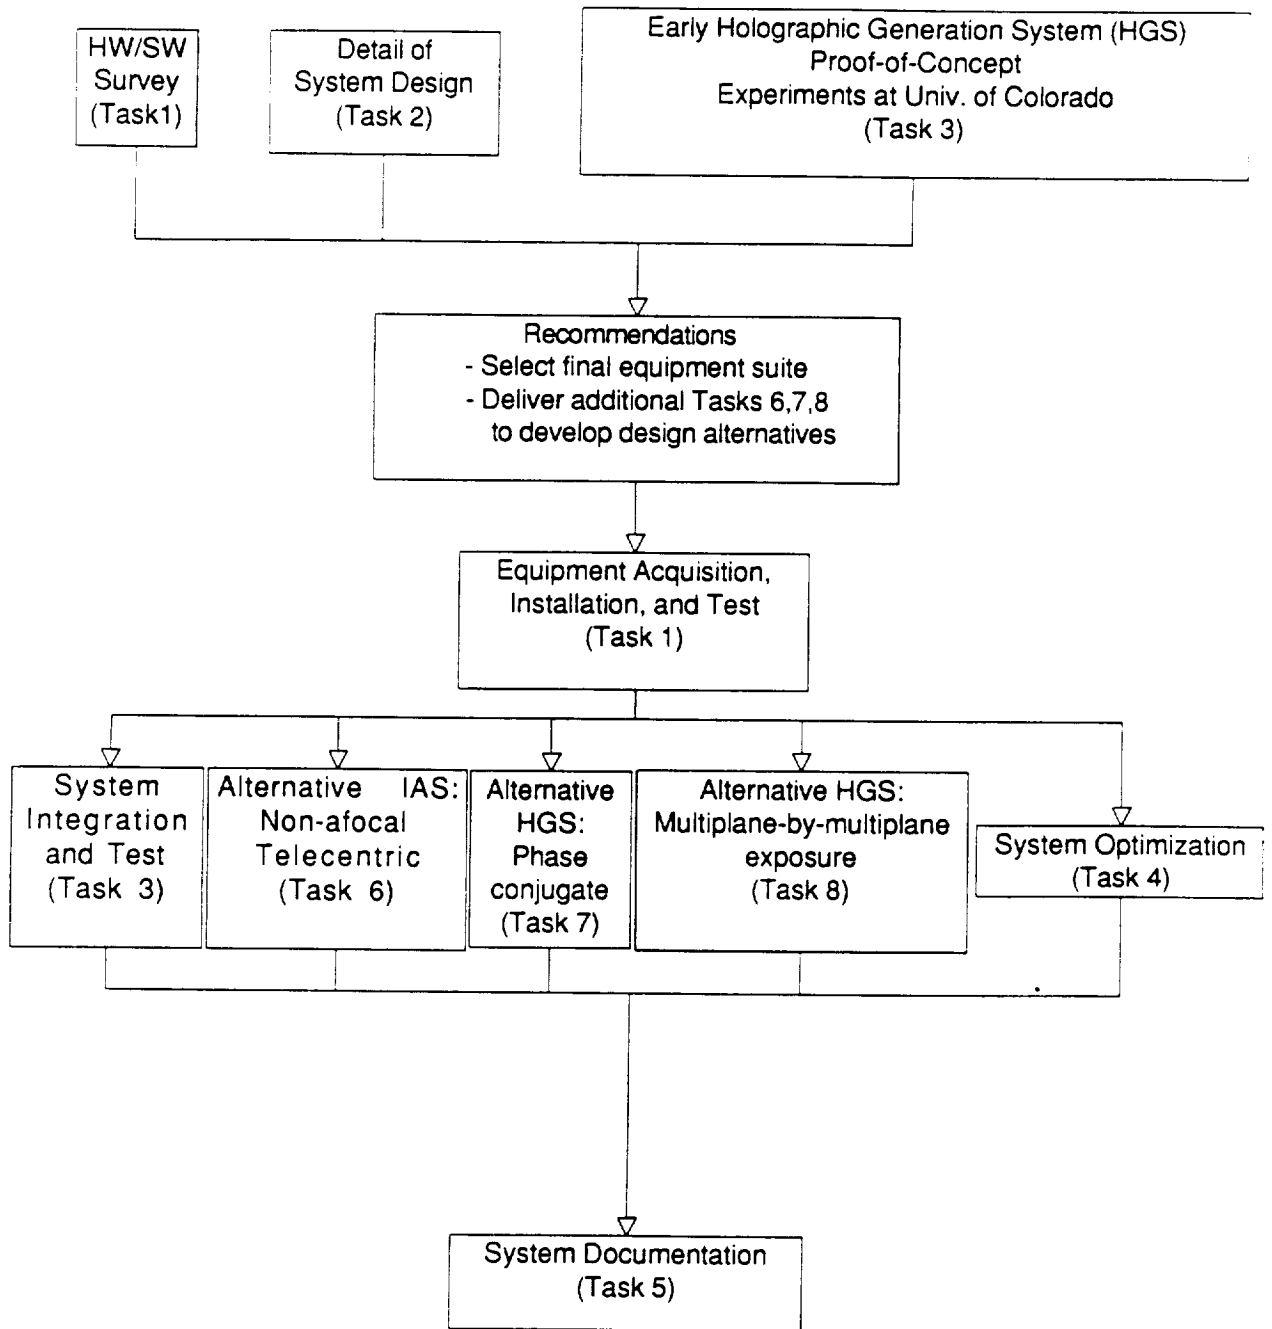 HW/SW
Survey
(Task1)
Detail of
System Design
(Task 2)
Early Holographic Generation System (HGS)
Proof-of-Concept
Experiments at Univ. of Colorado
(Task 3)
Recommendations
- Select final equipment suite
- Deliver additional Tasks 6,7,8
to develop design alternatives
Equipment Acquisition,
Installation, and Test
(Task 1)
System
Integration
and Test
(Task 3)
Alternative IAS:
Non-afocal
Telecentric
(Task 6)
Alternative
HGS:
Phase
conjugate
(Task 7)
Alternative HGS:
Multiplane-by-multiplane
exposure
(Task 8)
System Optimization
(Task 4)
System Documentation
(Task 5)